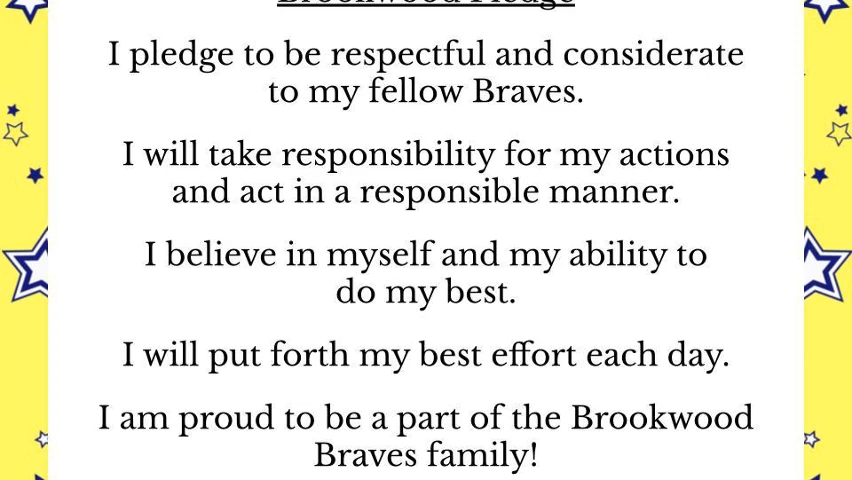 Brookwood Pledge
I pledge to be respectful and considerate
to my fellow Braves.
I will take responsibility for my actions
and act in a responsible manner.
I believe in myself and my ability to
do my best.
I will put forth my best effort each day.
I am proud to be a part of the Brookwood
Braves family!